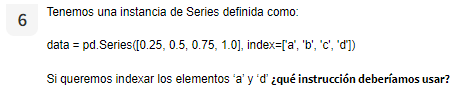 6
Tenemos una instancia de Series definida como:
data = pd.Series([0.25, 0.5, 0.75, 1.0], index=['a', 'b', 'c', 'd'])
Si queremos indexar los elementos ‘a’ y ‘d’ ¿qué instrucción deberíamos usar?